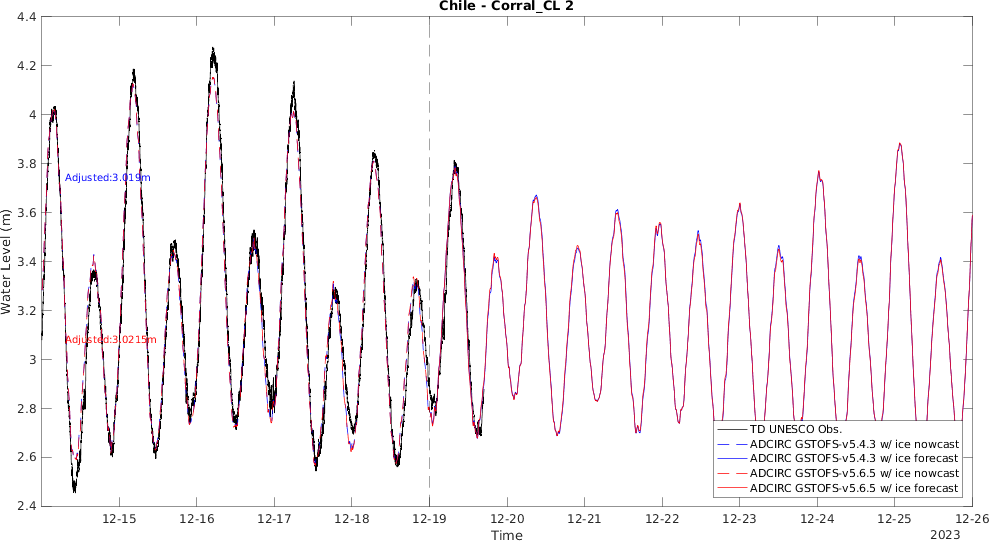 Chile - Corral_CL 2
4.4
4.2
4
3.8
3.6
3.4
3.2
3
2.8
2.6
2.4
Water Level (m)
Adjusted:3.019m
Adjusted:3.0215m
TD UNESCO Obs.
ADCIRC GSTOFS-v5.4.3 w/ ice nowcast
ADCIRC GSTOFS-v5.4.3 w/ ice forecast
ADCIRC GSTOFS-v5.6.5 w/ ice nowcast
ADCIRC GSTOFS-v5.6.5 w/ ice forecast
12-15 12-16 12-17 12-18 12-19 12-20 12-21 12-22 12-23 12-24 12-25 12-26
Time
2023